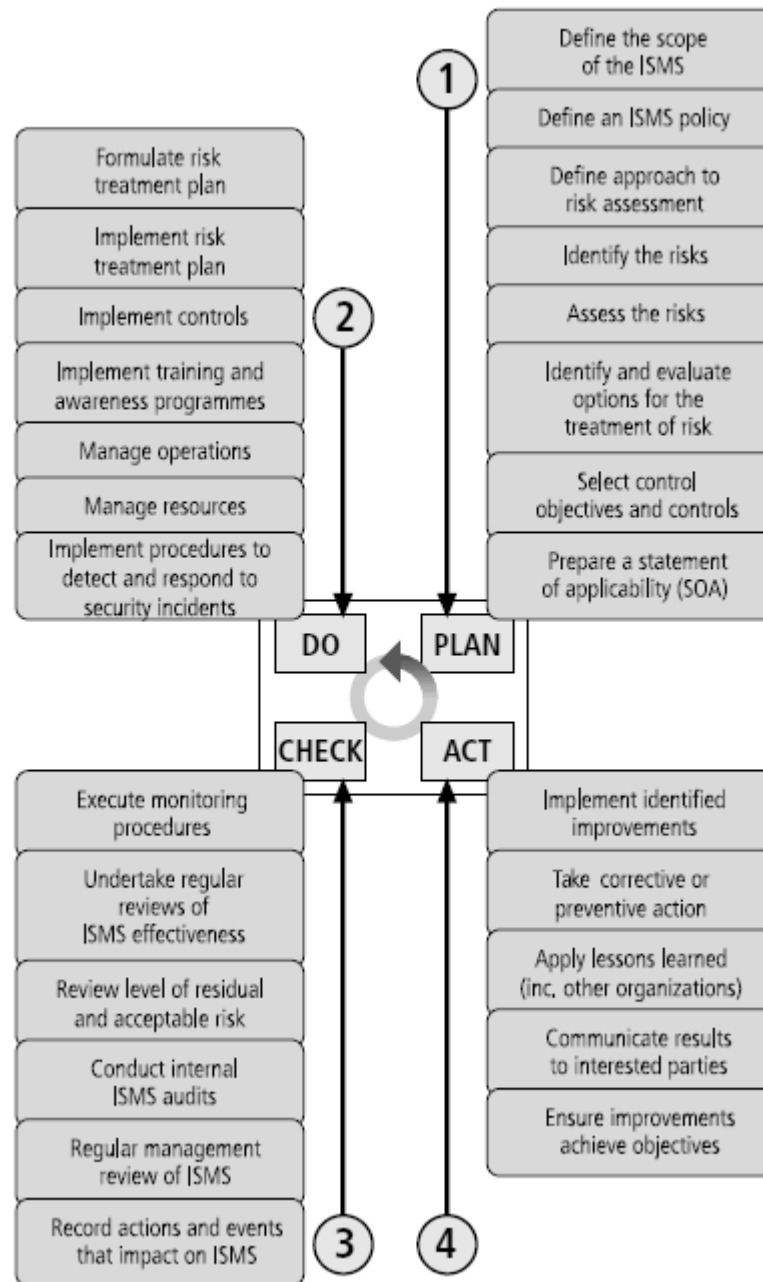 1
Define the scope
of the ISMS
Define an ISMS policy
Define approach to
risk assessment
Identify the risks
Assess the risks
Identify and evaluate
options for the
treatment of risk
Select control
objectives and controls
Prepare a statement
of applicability (SOA)
Formulate risk
treatment plan
Implement risk
treatment plan
Implement controls
2
Implement training and
awareness programmes
Manage operations
Manage resources
Implement procedures to
detect and respond to
security incidents
DO
PLAN
CHECK
ACT
Execute monitoring
procedures
Undertake regular
reviews of
ISMS effectiveness
Review level of residual
and acceptable risk
Conduct internal
ISMS audits
Regular management
review of ISMS
Record actions and events
that impact on ISMS
3
4
Implement identified
improvements
Take corrective or
preventive action
Apply lessons learned
(inc. other organizations)
Communicate results
to interested parties
Ensure improvements
achieve objectives